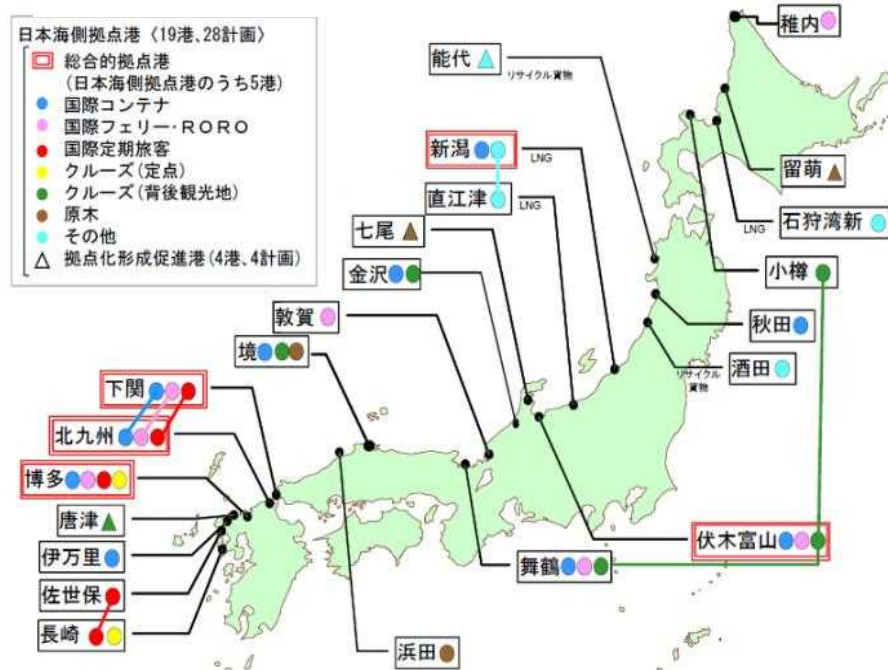 日本海側拠点港〈19港、28計画〉
総合的拠点港
(日本海側拠点港のうち5港)
国際コンテナ
国際フェリー・RORO
国際定期旅客
クルーズ(定点)
クルーズ(背後観光地)
原木
その他
拠点化形成促進港(4港、4計画)
稚内
能代
リサイクル貨物
新潟
LNG
留萌
直江津
LNG
石狩湾新
LNG
七尾
小樽
金沢
敦賀
秋田
境
酒田
リサイクル
貨物
下関
北九州
博多
唐津
伊万里
伏木富山
舞鶴
佐世保
長崎
浜田